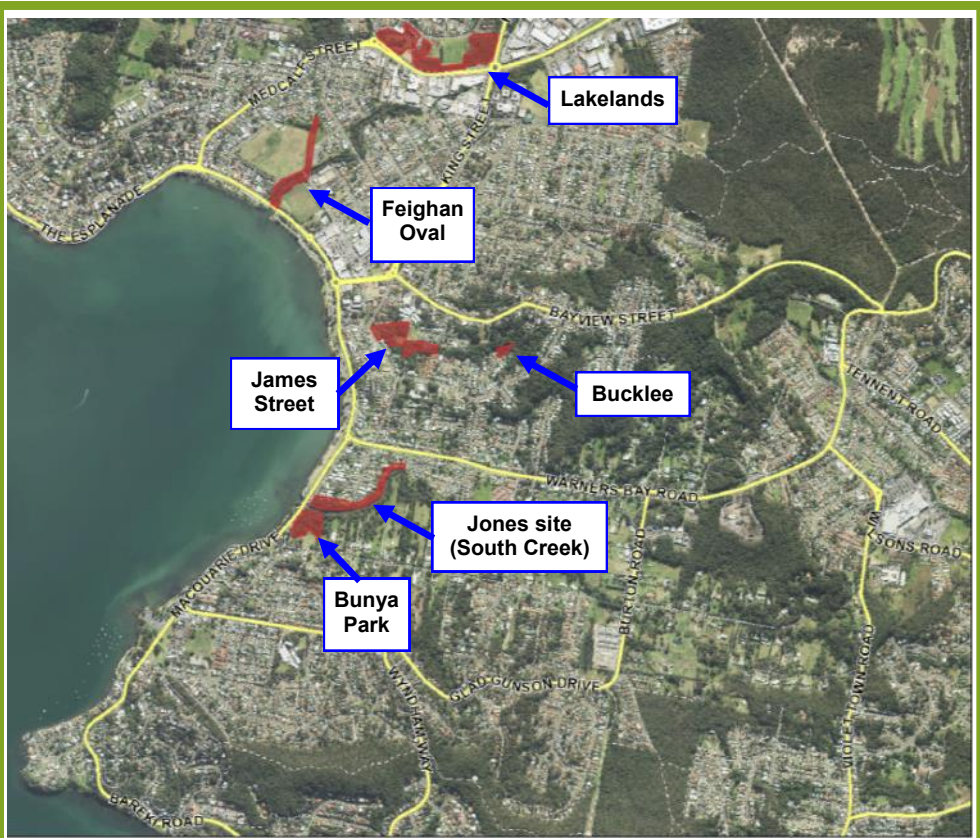 MEDCALF STREET
Lakelands
KING STREET
Feighan
Oval
THE ESPLANADE
BAYVIEW STREET
James
Street
Bucklee
TENNENT ROAD
WARNERS BAY ROAD
Jones site
(South Creek)
WILSONS ROAD
MACQUARIE DRIVE
BURTON ROAD
Bunya
Park
GLAD GUNSON DRIVE
WYNDHAM WAY
VIOLET TOWN ROAD
BAREKI ROAD